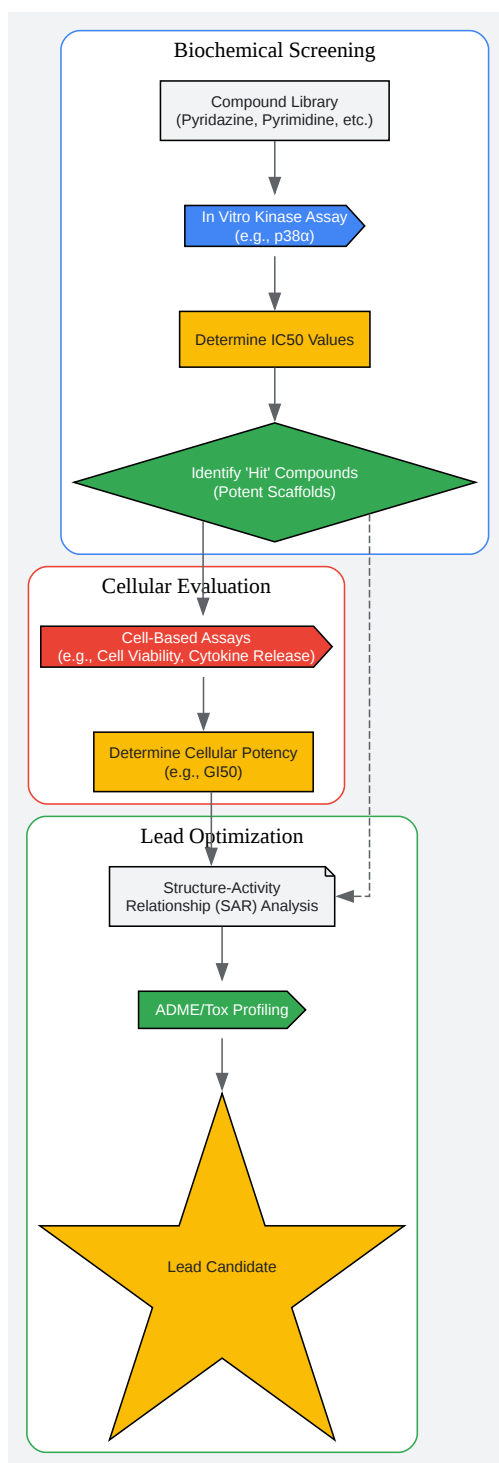 Biochemical Screening
Compound Library
(Pyridazine, Pyrimidine, etc.)
In Vitro Kinase Assay
(e.g., p38α)
Determine IC50 Values
Identify 'Hit' Compounds
(Potent Scaffolds)
Cellular Evaluation
Cell-Based Assays
(e.g., Cell Viability, Cytokine Release)
Determine Cellular Potency
(e.g., GI50)
Lead Optimization
Structure-Activity
Relationship (SAR) Analysis
ADME/Tox Profiling
Lead Candidate